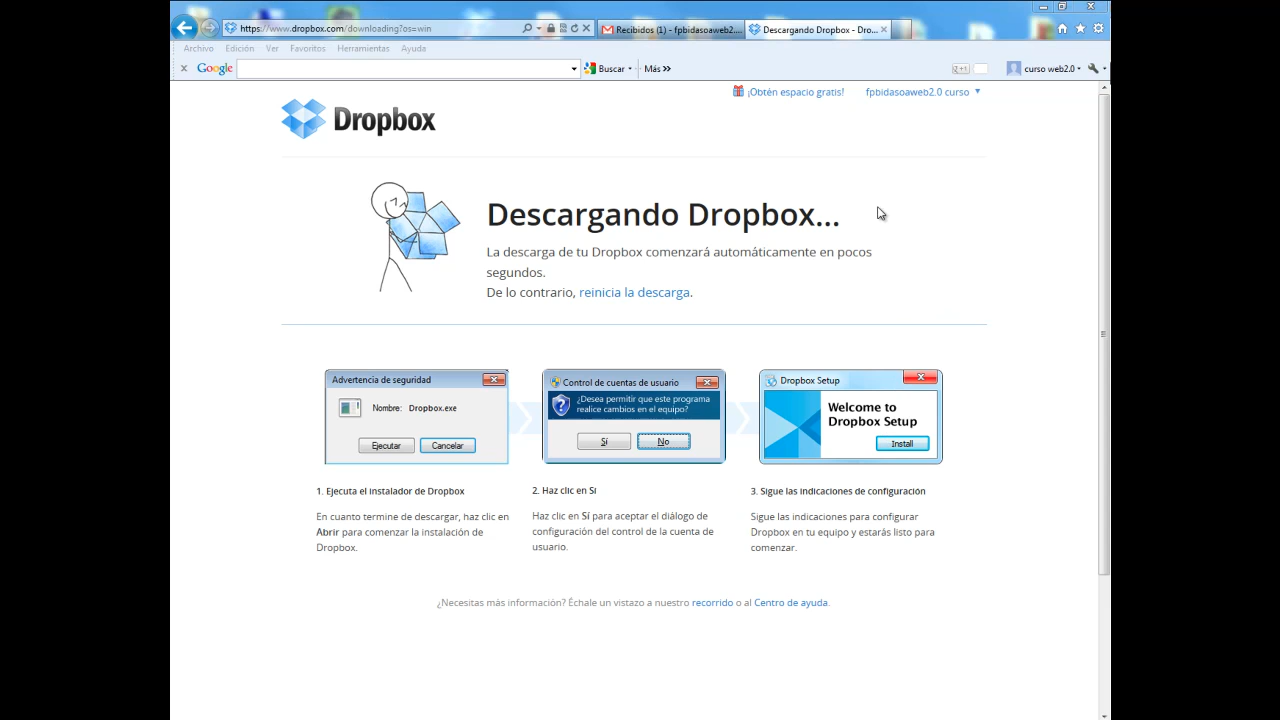 https://www.dropbox.com/downloading?os=win
Recibidos (1) - fpbidasoaweb2....
Descargando Dropbox - Dro...
Archivo Edición Ver Favoritos Herramientas Ayuda
x Google Buscar Más »
curso web2.0
¡Obtén espacio gratis! fpbidasoaweb2.0 curso
Dropbox
Descargando Dropbox...
La descarga de tu Dropbox comenzará automáticamente en pocos
segundos.
De lo contrario, reinicia la descarga.
Advertencia de seguridad
Nombre: Dropbox.exe
Ejecutar Cancelar
Control de cuentas de usuario
¿Desea permitir que este programa
realice cambios en el equipo?
Sí No
Dropbox Setup
Welcome to
Dropbox Setup
Install
1. Ejecuta el instalador de Dropbox
En cuanto termine de descargar, haz clic en
Abrir para comenzar la instalación de
Dropbox.
2. Haz clic en Sí
Haz clic en Sí para aceptar el diálogo de
configuración del control de la cuenta de
usuario.
3. Sigue las indicaciones de configuración
Sigue las indicaciones para configurar
Dropbox en tu equipo y estarás listo para
comenzar.
¿Necesitas más información? Échale un vistazo a nuestro recorrido o al Centro de ayuda.